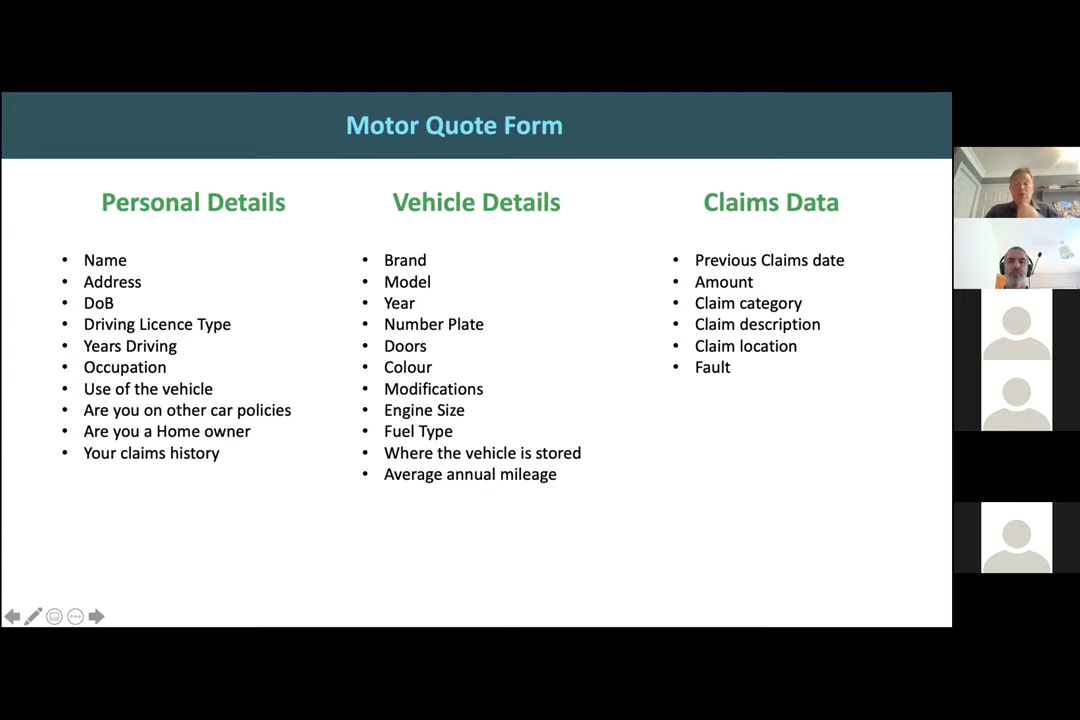 Motor Quote Form
Personal Details
Name
Address
DoB
Driving Licence Type
Years Driving
Occupation
Use of the vehicle
Are you on other car policies
Are you a Home owner
Your claims history
Vehicle Details
Brand
Model
Year
Number Plate
Doors
Colour
Modifications
Engine Size
Fuel Type
Where the vehicle is stored
Average annual mileage
Claims Data
Previous Claims date
Amount
Claim category
Claim description
Claim location
Fault